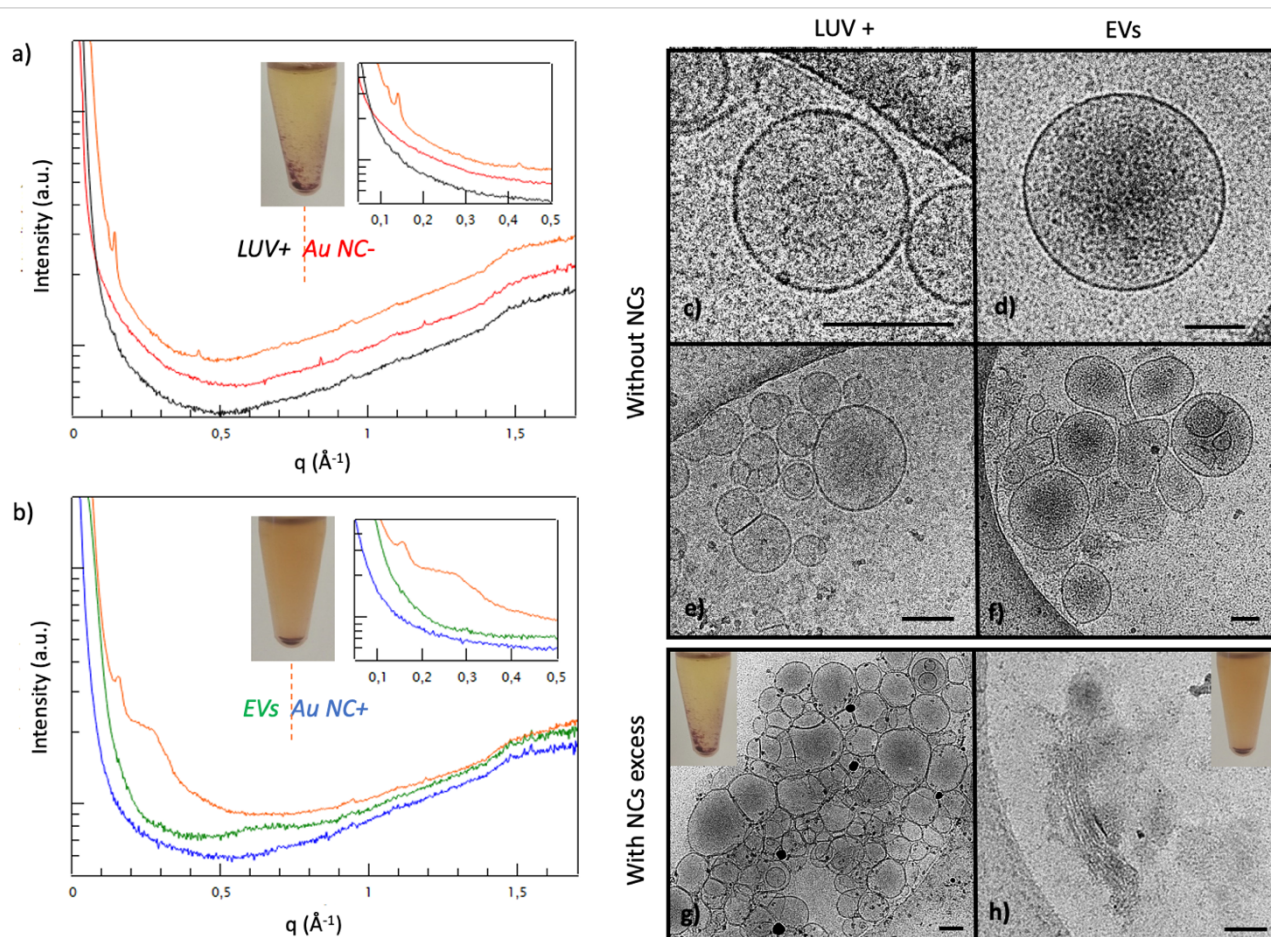 LUV + EVs
a)
Intensity (a.u.)
LUV+ Au NC-
0,1 0,2 0,3 0,4 0,5
0 0,5 1 1,5
q (Å⁻¹)
b)
Intensity (a.u.)
EVs Au NC+
0,1 0,2 0,3 0,4 0,5
0 0,5 1 1,5
q (Å⁻¹)
Without NCs
c) d)
e) f)
With NCs excess
g) h)